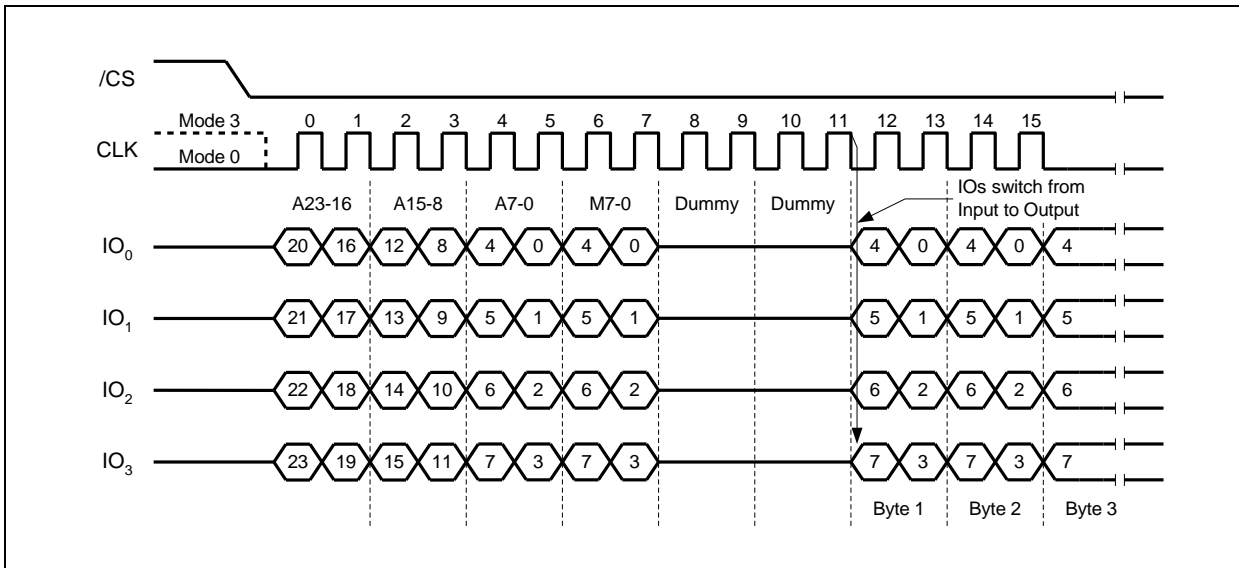 /CS
Mode 3 0 1 2 3 4 5 6 7 8 9 10 11 12 13 14 15
CLK
Mode 0
IOs switch from
Input to Output
A23-16 A15-8 A7-0 M7-0 Dummy Dummy
IO0 20 16 12 8 4 0 4 0 4 0 4 0 4
IO1 21 17 13 9 5 1 5 1 5 1 5 1 5
IO2 22 18 14 10 6 2 6 2 6 2 6 2 6
IO3 23 19 15 11 7 3 7 3 7 3 7 3 7
Byte 1 Byte 2 Byte 3